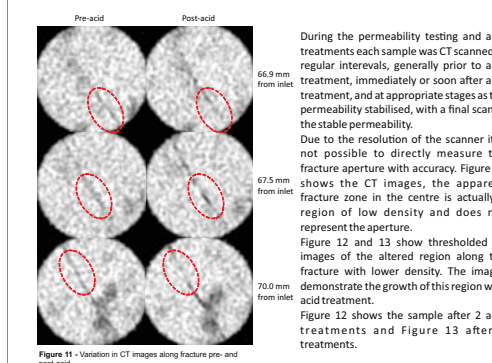 Pre-acid
Post-acid
66.9 mm
from inlet
67.5 mm
from inlet
70.0 mm
from inlet
Figure 11 - Variation in CT images along fracture pre- and
During the permeability testing and a
treatments each sample was CT scanned
regular interevals, generally prior to a
treatment, immediately or soon after a
treatment, and at appropriate stages as t
permeability stabilised, with a final scan
the stable permeability.
Due to the resolution of the scanner it
not possible to directly measure t
fracture aperture with accuracy. Figure
shows the CT images, the appare
fracture zone in the centre is actually
region of low density and does n
represent the aperture.
Figure 12 and 13 show thresholded
images of the altered region along t
fracture with lower density. The imag
demonstrate the growth of this region w
acid treatment.
Figure 12 shows the sample after 2 a
treatments and Figure 13 after
treatments.